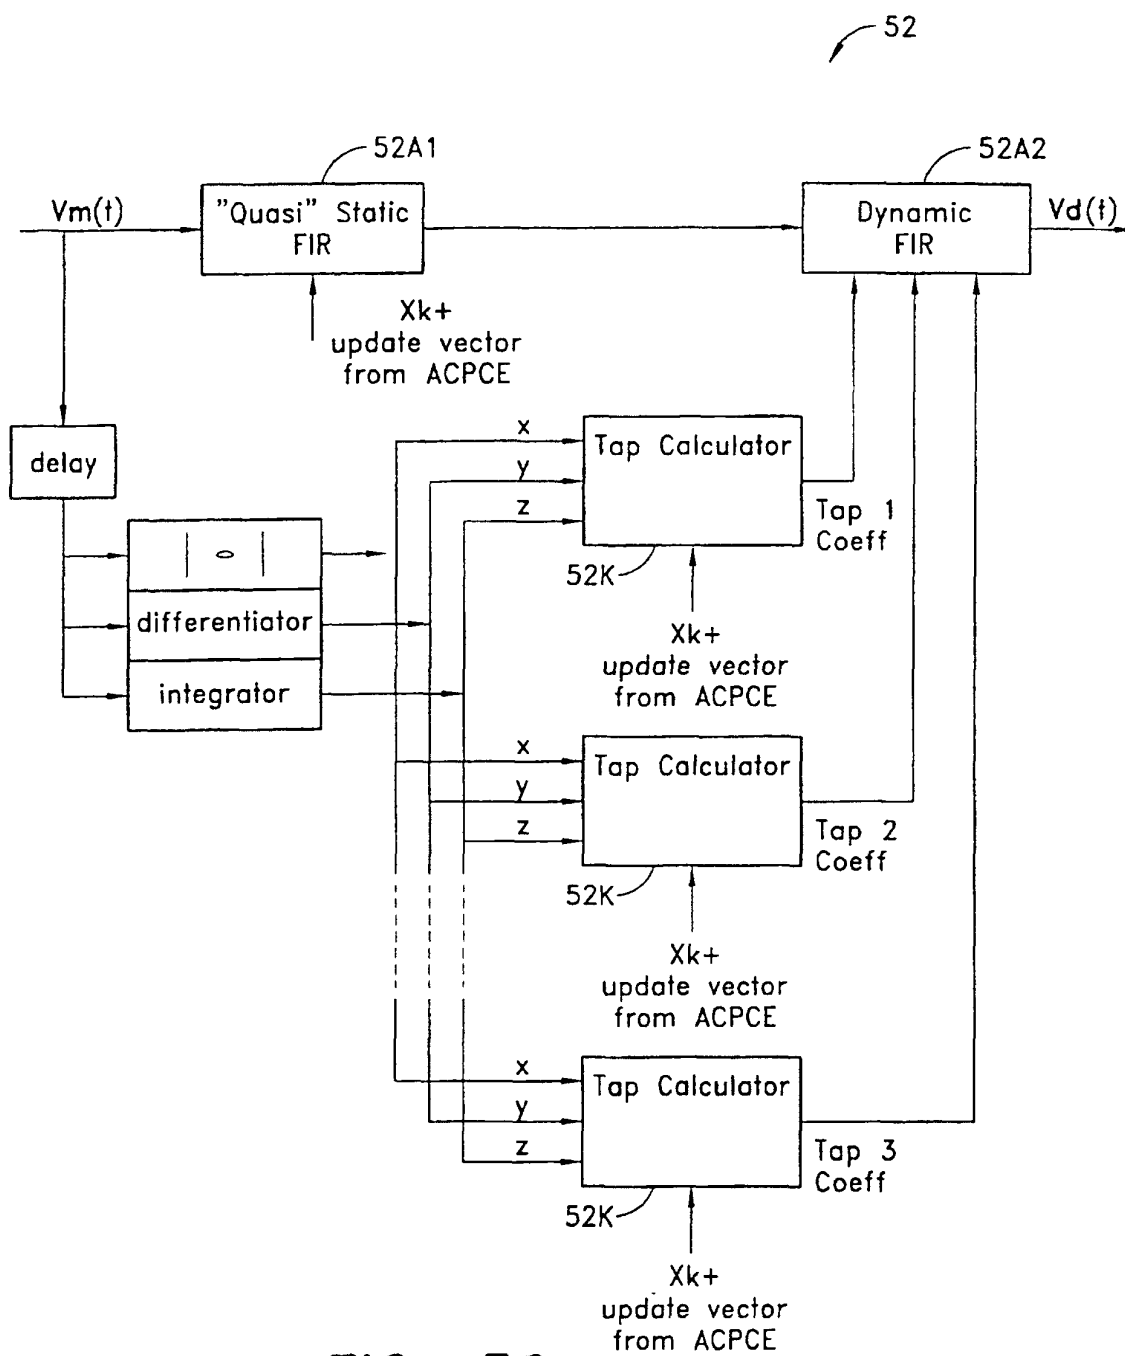 52
52A1
52A2
Vm(t)
"Quasi" Static
FIR
Dynamic
FIR
Vd(t)
Xk+
update vector
from ACPCE
delay
| o |
differentiator
integrator
x
y
z
Tap Calculator
Tap 1
Coeff
52K
Xk+
update vector
from ACPCE
x
y
z
Tap Calculator
Tap 2
Coeff
52K
Xk+
update vector
from ACPCE
x
y
z
Tap Calculator
Tap 3
Coeff
52K
Xk+
update vector
from ACPCE